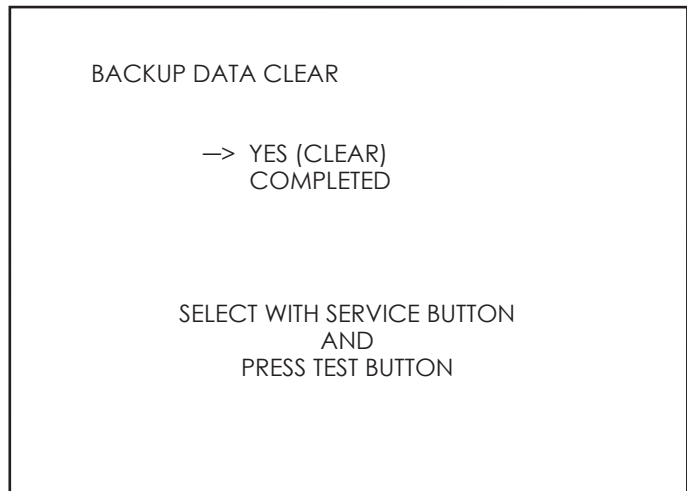 BACKUP DATA CLEAR
—> YES (CLEAR)
COMPLETED
SELECT WITH SERVICE BUTTON
AND
PRESS TEST BUTTON